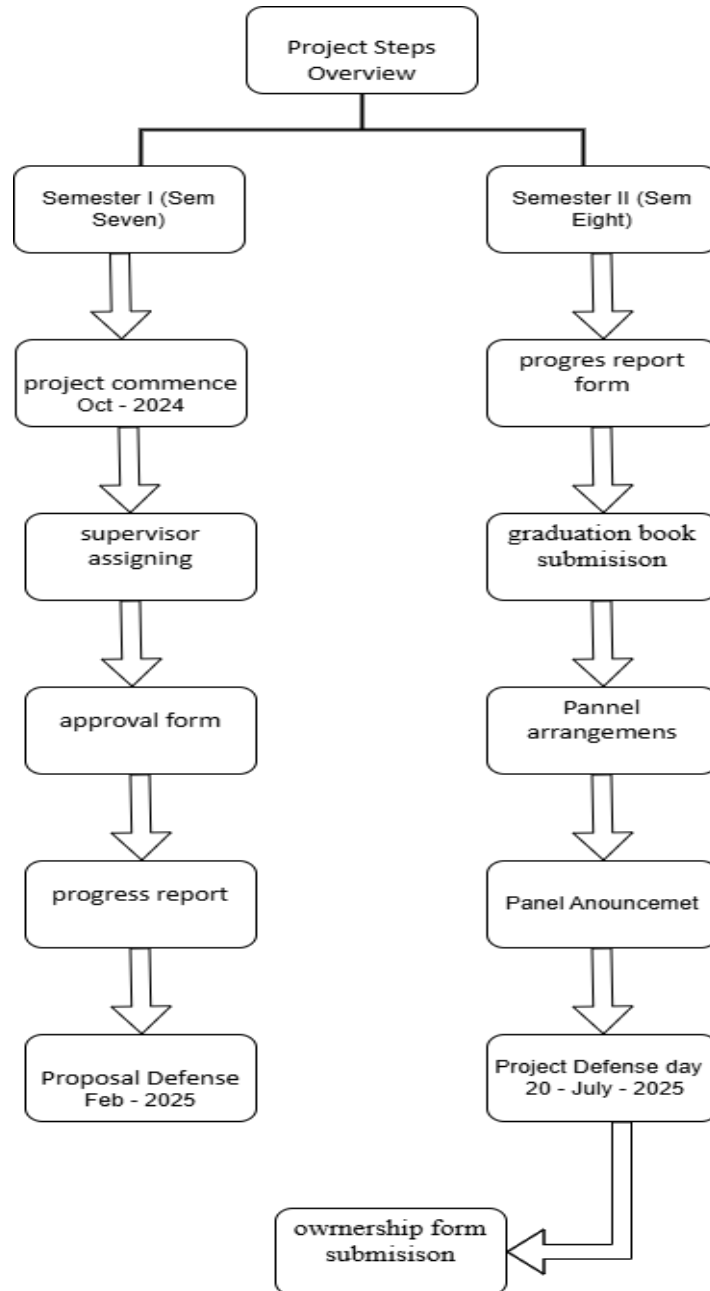 Project Steps
Overview
Semester I (Sem
Seven)
project commence
Oct - 2024
supervisor
assigning
approval form
progress report
Proposal Defense
Feb - 2025
Semester II (Sem
Eight)
progres report
form
graduation book
submisison
Pannel
arrangemens
Panel Anouncemet
Project Defense day
20 - July - 2025
owrnership form
submisison